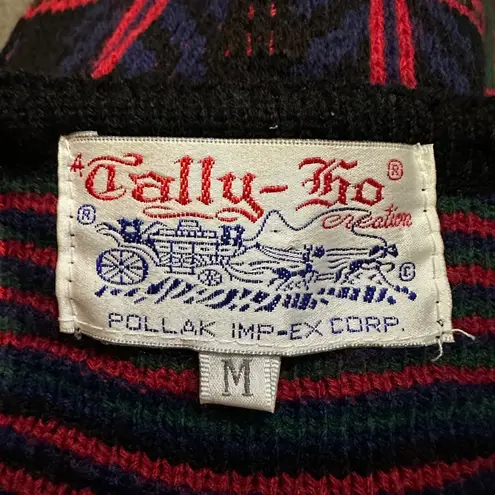 A Tally-Ho ®
creation
®
©
POLLAK IMP-EX CORP.
M